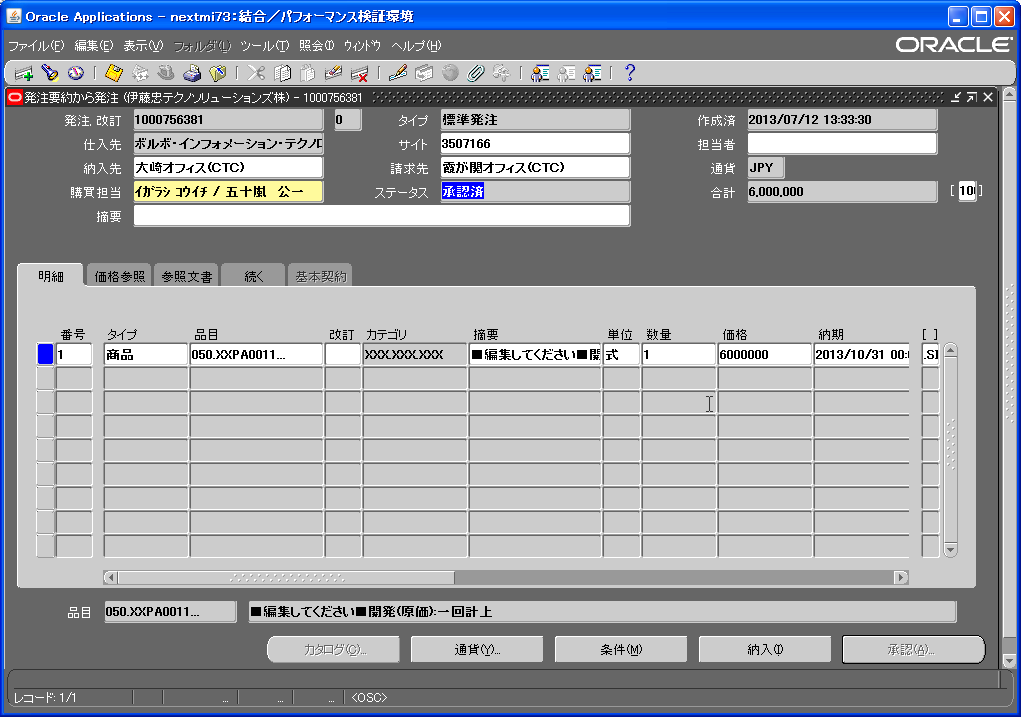 Oracle Applications - nextmi73:結合/パフォーマンス検証環境
ファイル(F) 編集(E) 表示(V) フォルダ(L) ツール(T) 照会(I) ウィンドウ ヘルプ(H)
ORACLE
発注要約から発注 (伊藤忠テクノソリューションズ株) - 1000756381
発注, 改訂 1000756381 0 タイプ 標準発注 作成済 2013/07/12 13:33:30
仕入先 ボルボ・インフォメーション・テクノロ サイト 3507166 担当者
納入先 大崎オフィス(CTC) 請求先 霞が関オフィス(CTC) 通貨 JPY
購買担当 イガラシ コウイチ / 五十嵐 公一 ステータス 承認済 合計 6,000,000 [ 10 ]
摘要
明細 価格参照 参照文書 続く 基本契約
番号 タイプ 品目 改訂 カテゴリ 摘要 単位 数量 価格 納期 [ ]
1 商品 050.XXPA0011... XXX.XXX.XXX ■編集してください■開 式 1 6000000 2013/10/31 00: .SI
品目 050.XXPA0011... ■編集してください■開発(原価):一回計上
カタログ(C)... 通貨(Y)... 条件(M) 納入(I) 承認(A)...
レコード: 1/1 ... ... ... <OSC>